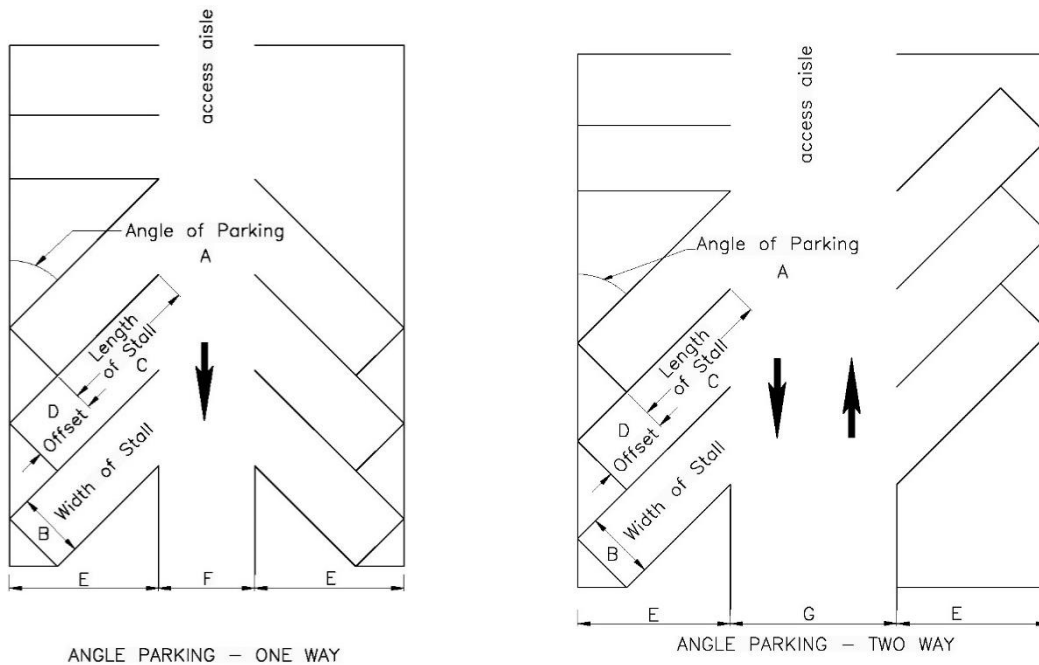 access aisle
Angle of Parking
A
Length
of Stall
C
D
Offset
Width of Stall
B
E
F
E
ANGLE PARKING – ONE WAY
access aisle
Angle of Parking
A
Length
of Stall
C
D
Offset
Width of Stall
B
E
G
E
ANGLE PARKING – TWO WAY